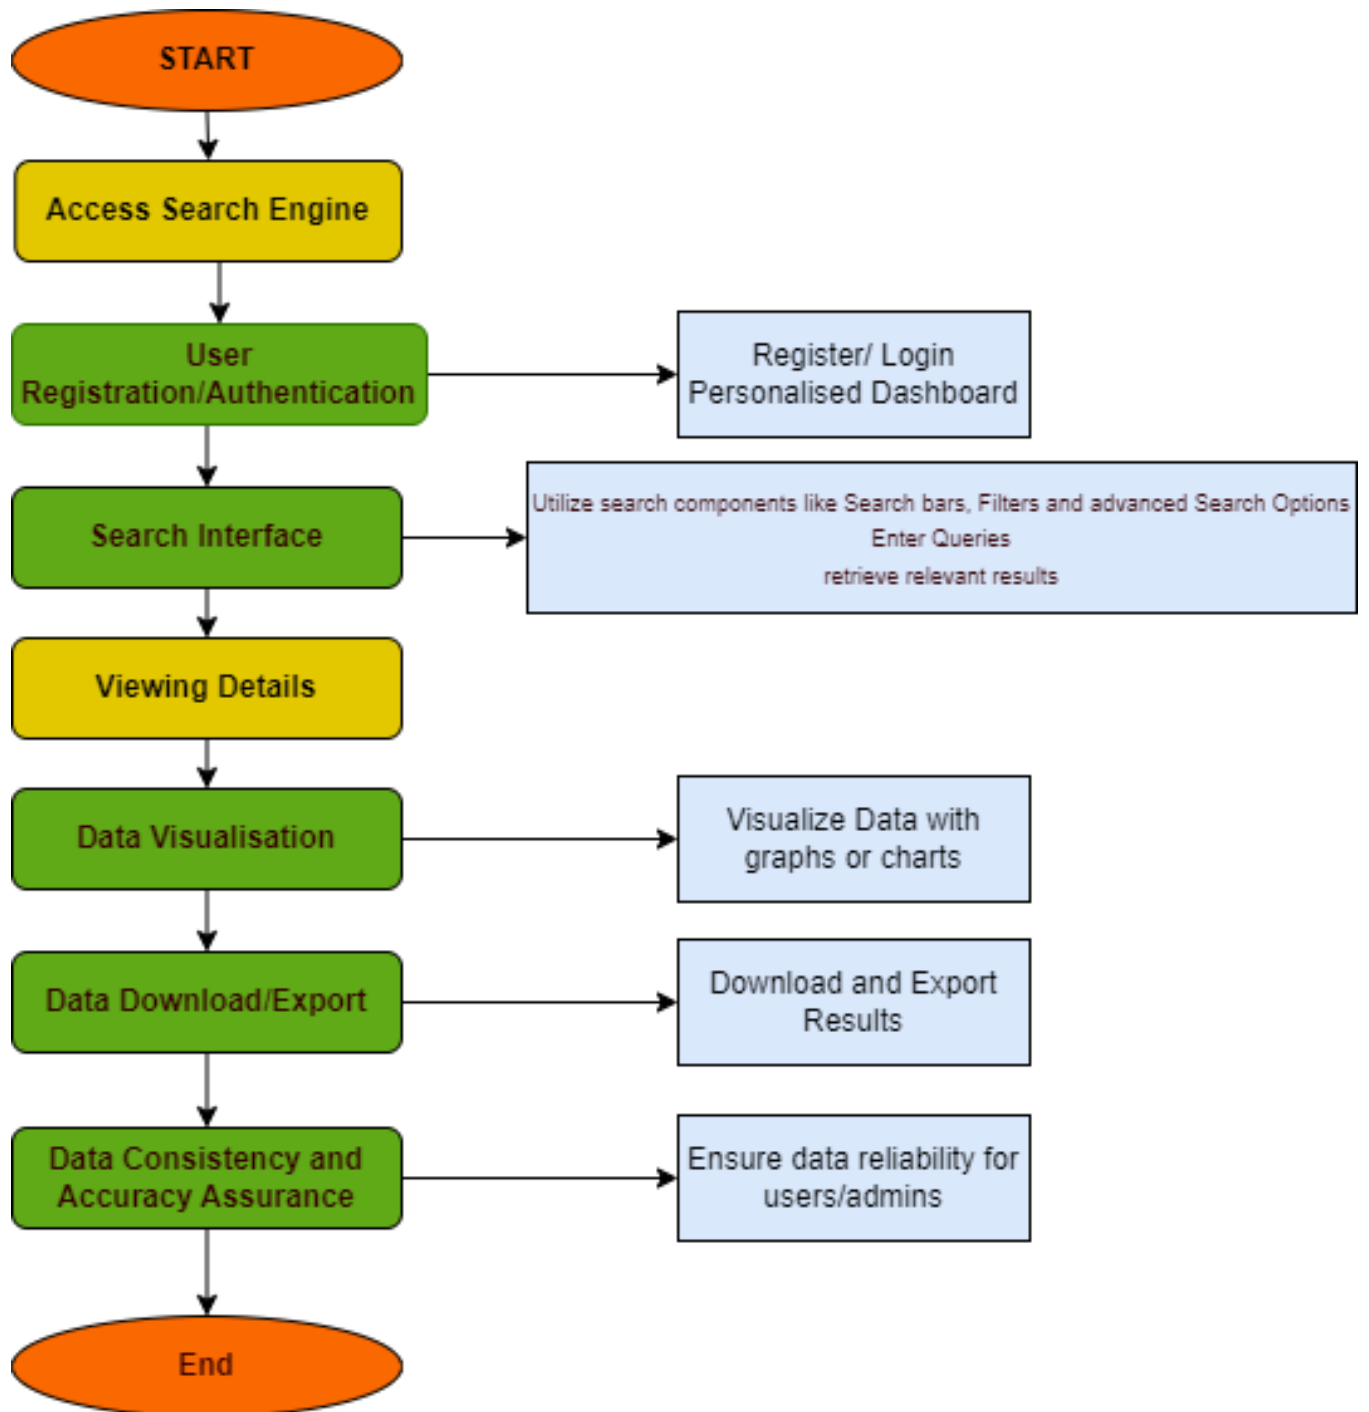 START
Access Search Engine
User
Registration/Authentication
Register/ Login
Personalised Dashboard
Search Interface
Utilize search components like Search bars, Filters and advanced Search Options
Enter Queries
retrieve relevant results
Viewing Details
Data Visualisation
Visualize Data with
graphs or charts
Data Download/Export
Download and Export
Results
Data Consistency and
Accuracy Assurance
Ensure data reliability for
users/admins
End